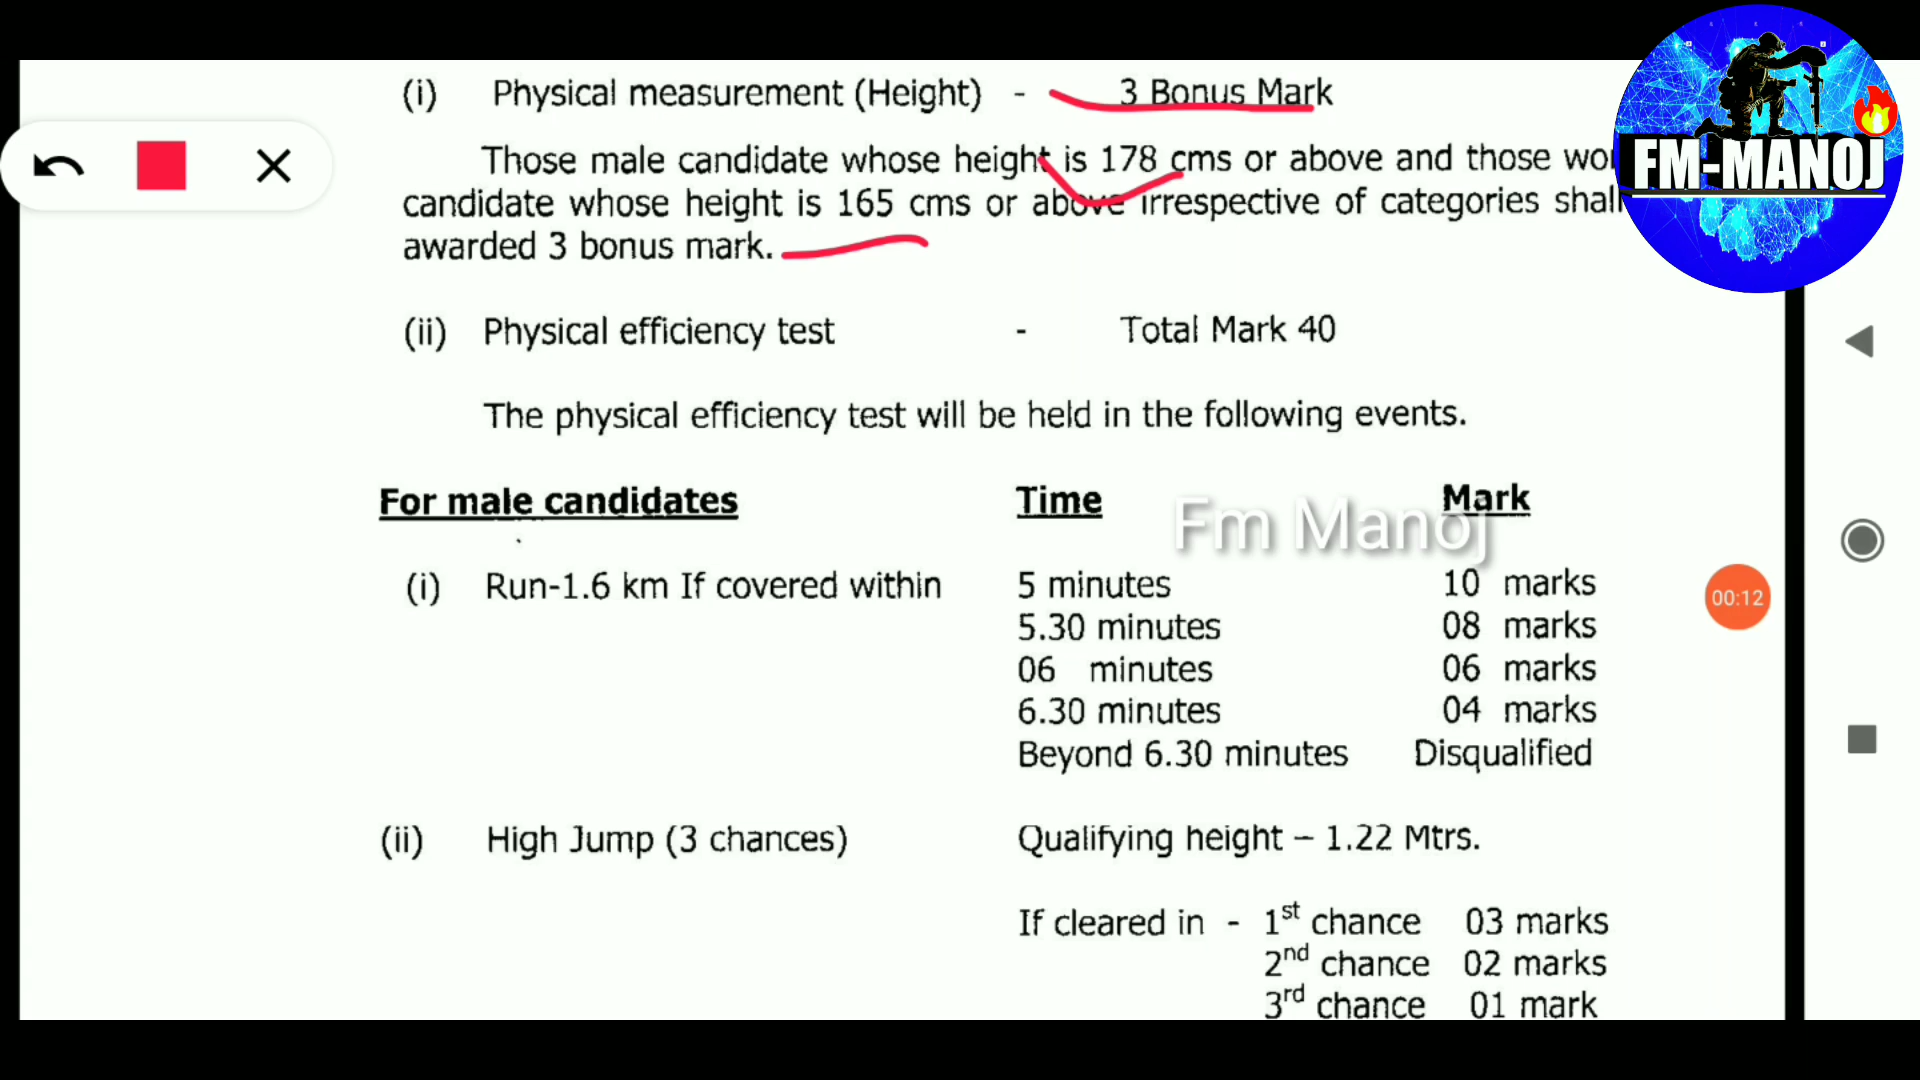 (i) Physical measurement (Height) - 3 Bonus Mark
Those male candidate whose height is 178 cms or above and those
candidate whose height is 165 cms or above irrespective of categories shall
awarded 3 bonus mark.
(ii) Physical efficiency test - Total Mark 40
The physical efficiency test will be held in the following events.
For male candidates Time Mark
Fm Manoj
(i) Run-1.6 km If covered within 5 minutes 10 marks
5.30 minutes 08 marks
06 minutes 06 marks
6.30 minutes 04 marks
Beyond 6.30 minutes Disqualified
(ii) High Jump (3 chances) Qualifying height – 1.22 Mtrs.
If cleared in - 1st chance 03 marks
2nd chance 02 marks
3rd chance 01 mark
FM-MANOJ
00:12